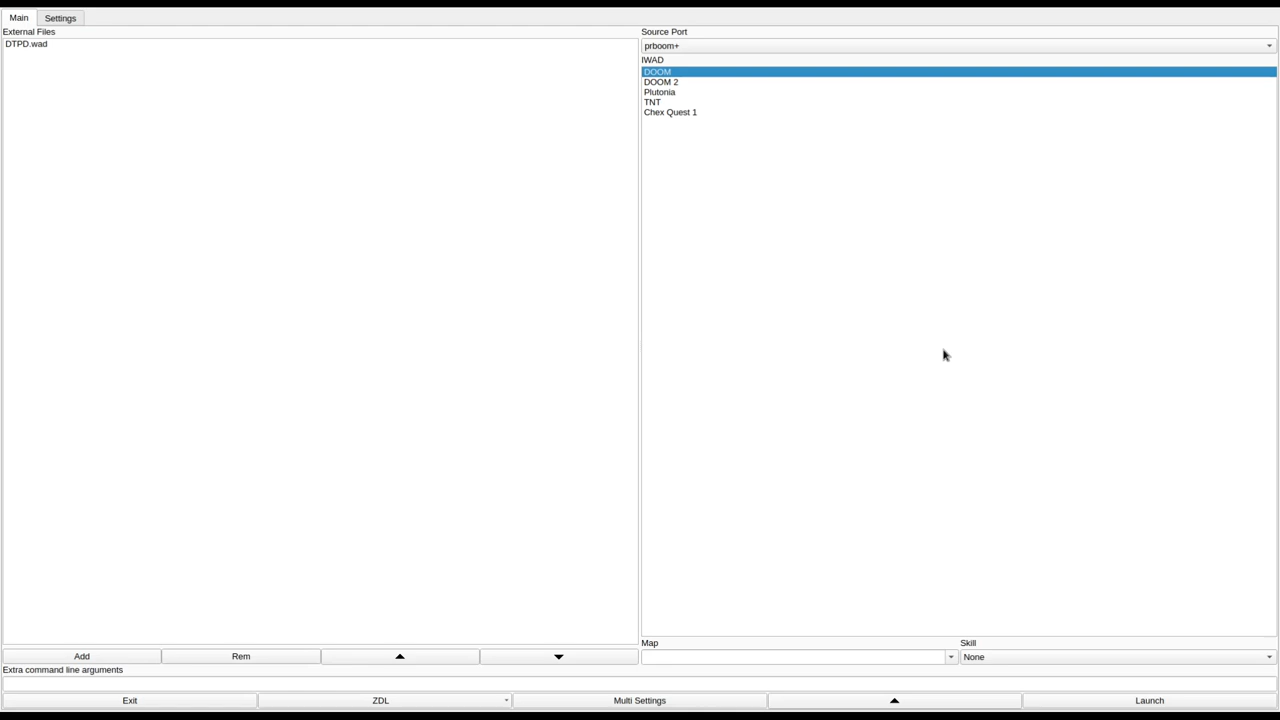 Main Settings
External Files
DTPD.wad
Source Port
prboom+
IWAD
DOOM
DOOM 2
Plutonia
TNT
Chex Quest 1
Map Skill
None
Add Rem
Extra command line arguments
Exit ZDL Multi Settings Launch